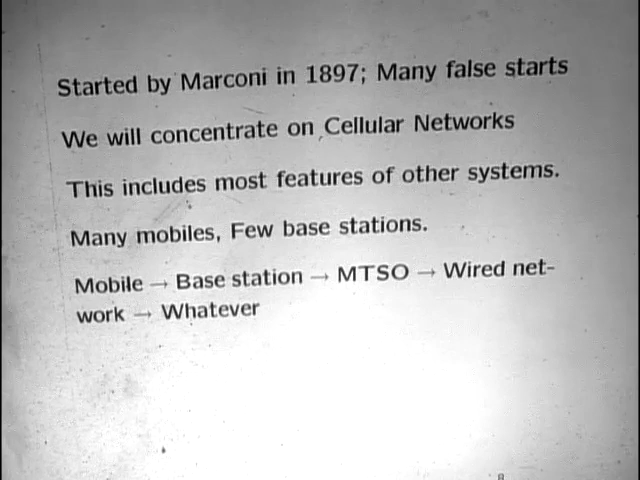 Started by Marconi in 1897; Many false starts
We will concentrate on Cellular Networks
This includes most features of other systems.
Many mobiles, Few base stations.
Mobile → Base station → MTSO → Wired net-
work → Whatever